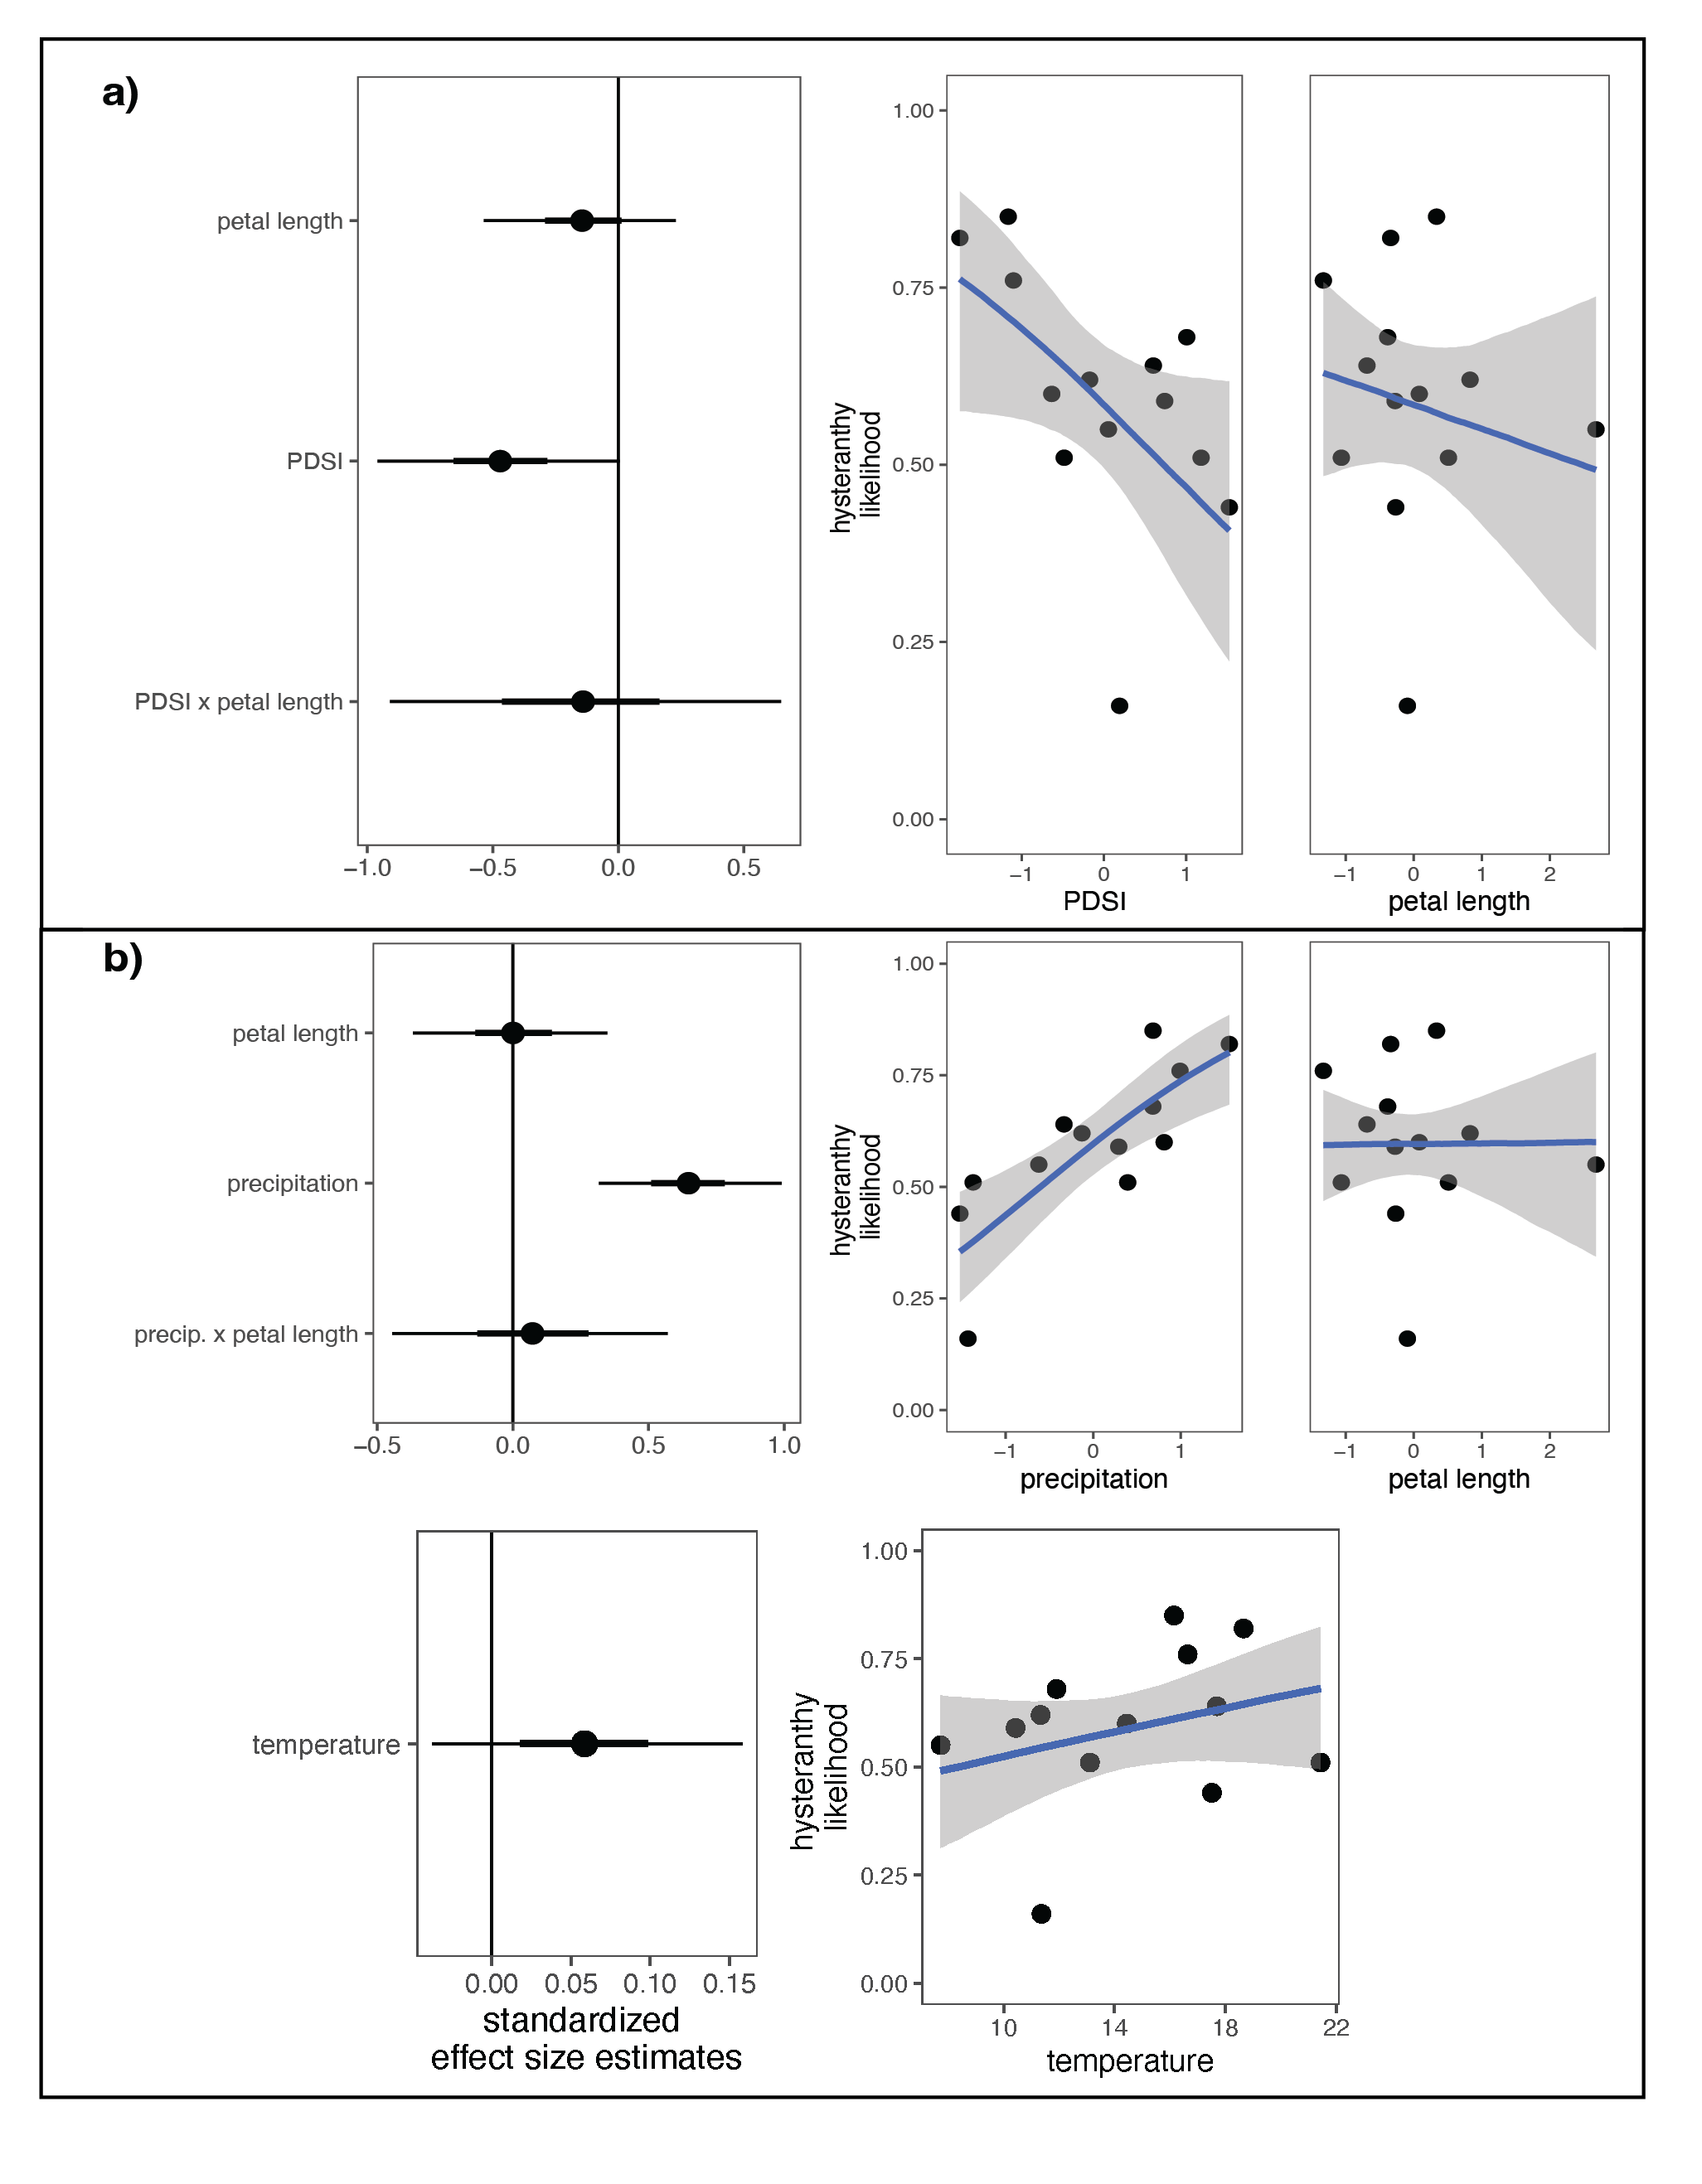 a)
petal length
PDSI
PDSI x petal length
−1.0 −0.5 0.0 0.5
hysteranthy
likelihood
1.00
0.75
0.50
0.25
0.00
−1 0 1
PDSI
−1 0 1 2
petal length
b)
petal length
precipitation
precip. x petal length
−0.5 0.0 0.5 1.0
hysteranthy
likelihood
1.00
0.75
0.50
0.25
0.00
−1 0 1
precipitation
−1 0 1 2
petal length
temperature
0.00 0.05 0.10 0.15
standardized
effect size estimates
hysteranthy
likelihood
1.00
0.75
0.50
0.25
0.00
10 14 18 22
temperature